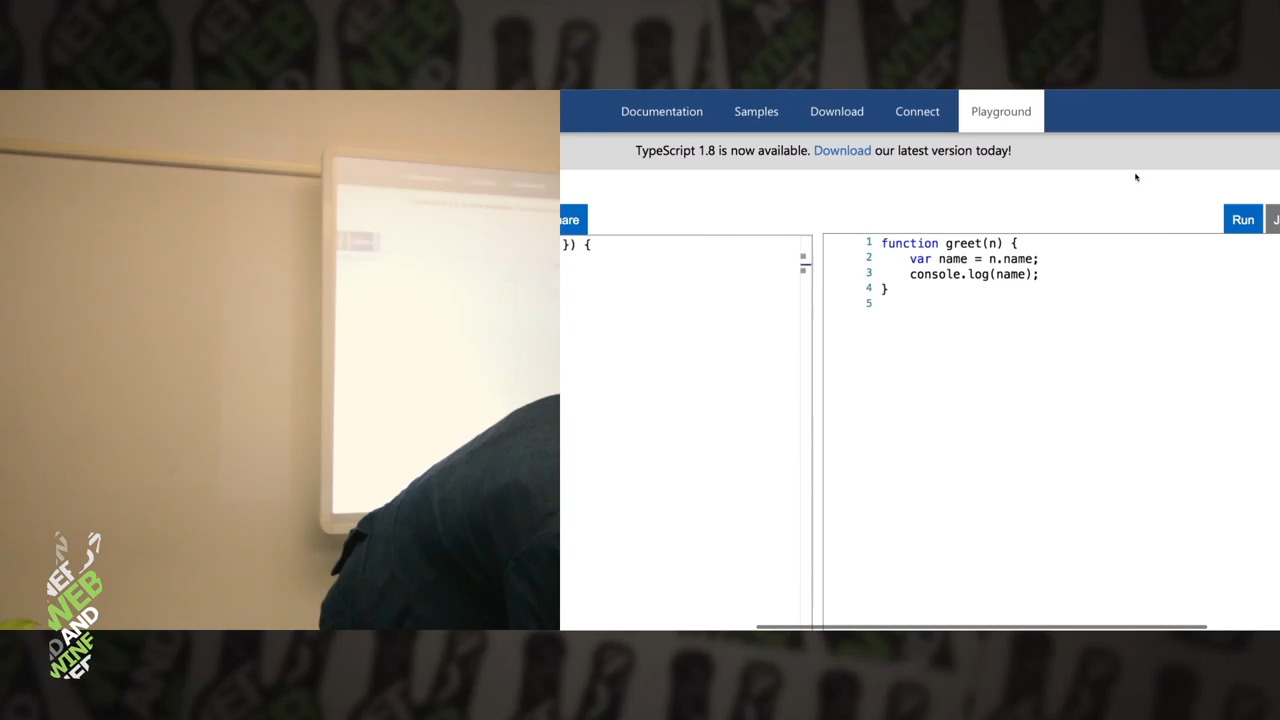 Documentation Samples Download Connect Playground
TypeScript 1.8 is now available. Download our latest version today!
are
Run
J
}) {
1 function greet(n) {
2 var name = n.name;
3 console.log(name);
4 }
5
WEB
AND
WINE